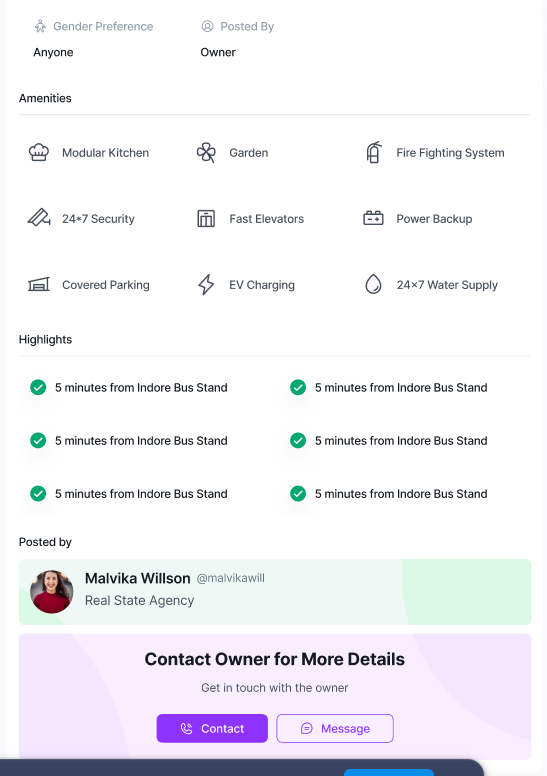 Gender Preference Posted By
Anyone Owner
Amenities
Modular Kitchen Garden Fire Fighting System
24*7 Security Fast Elevators Power Backup
Covered Parking EV Charging 24×7 Water Supply
Highlights
5 minutes from Indore Bus Stand 5 minutes from Indore Bus Stand
5 minutes from Indore Bus Stand 5 minutes from Indore Bus Stand
5 minutes from Indore Bus Stand 5 minutes from Indore Bus Stand
Posted by
Malvika Willson @malvikawill
Real State Agency
Contact Owner for More Details
Get in touch with the owner
Contact Message